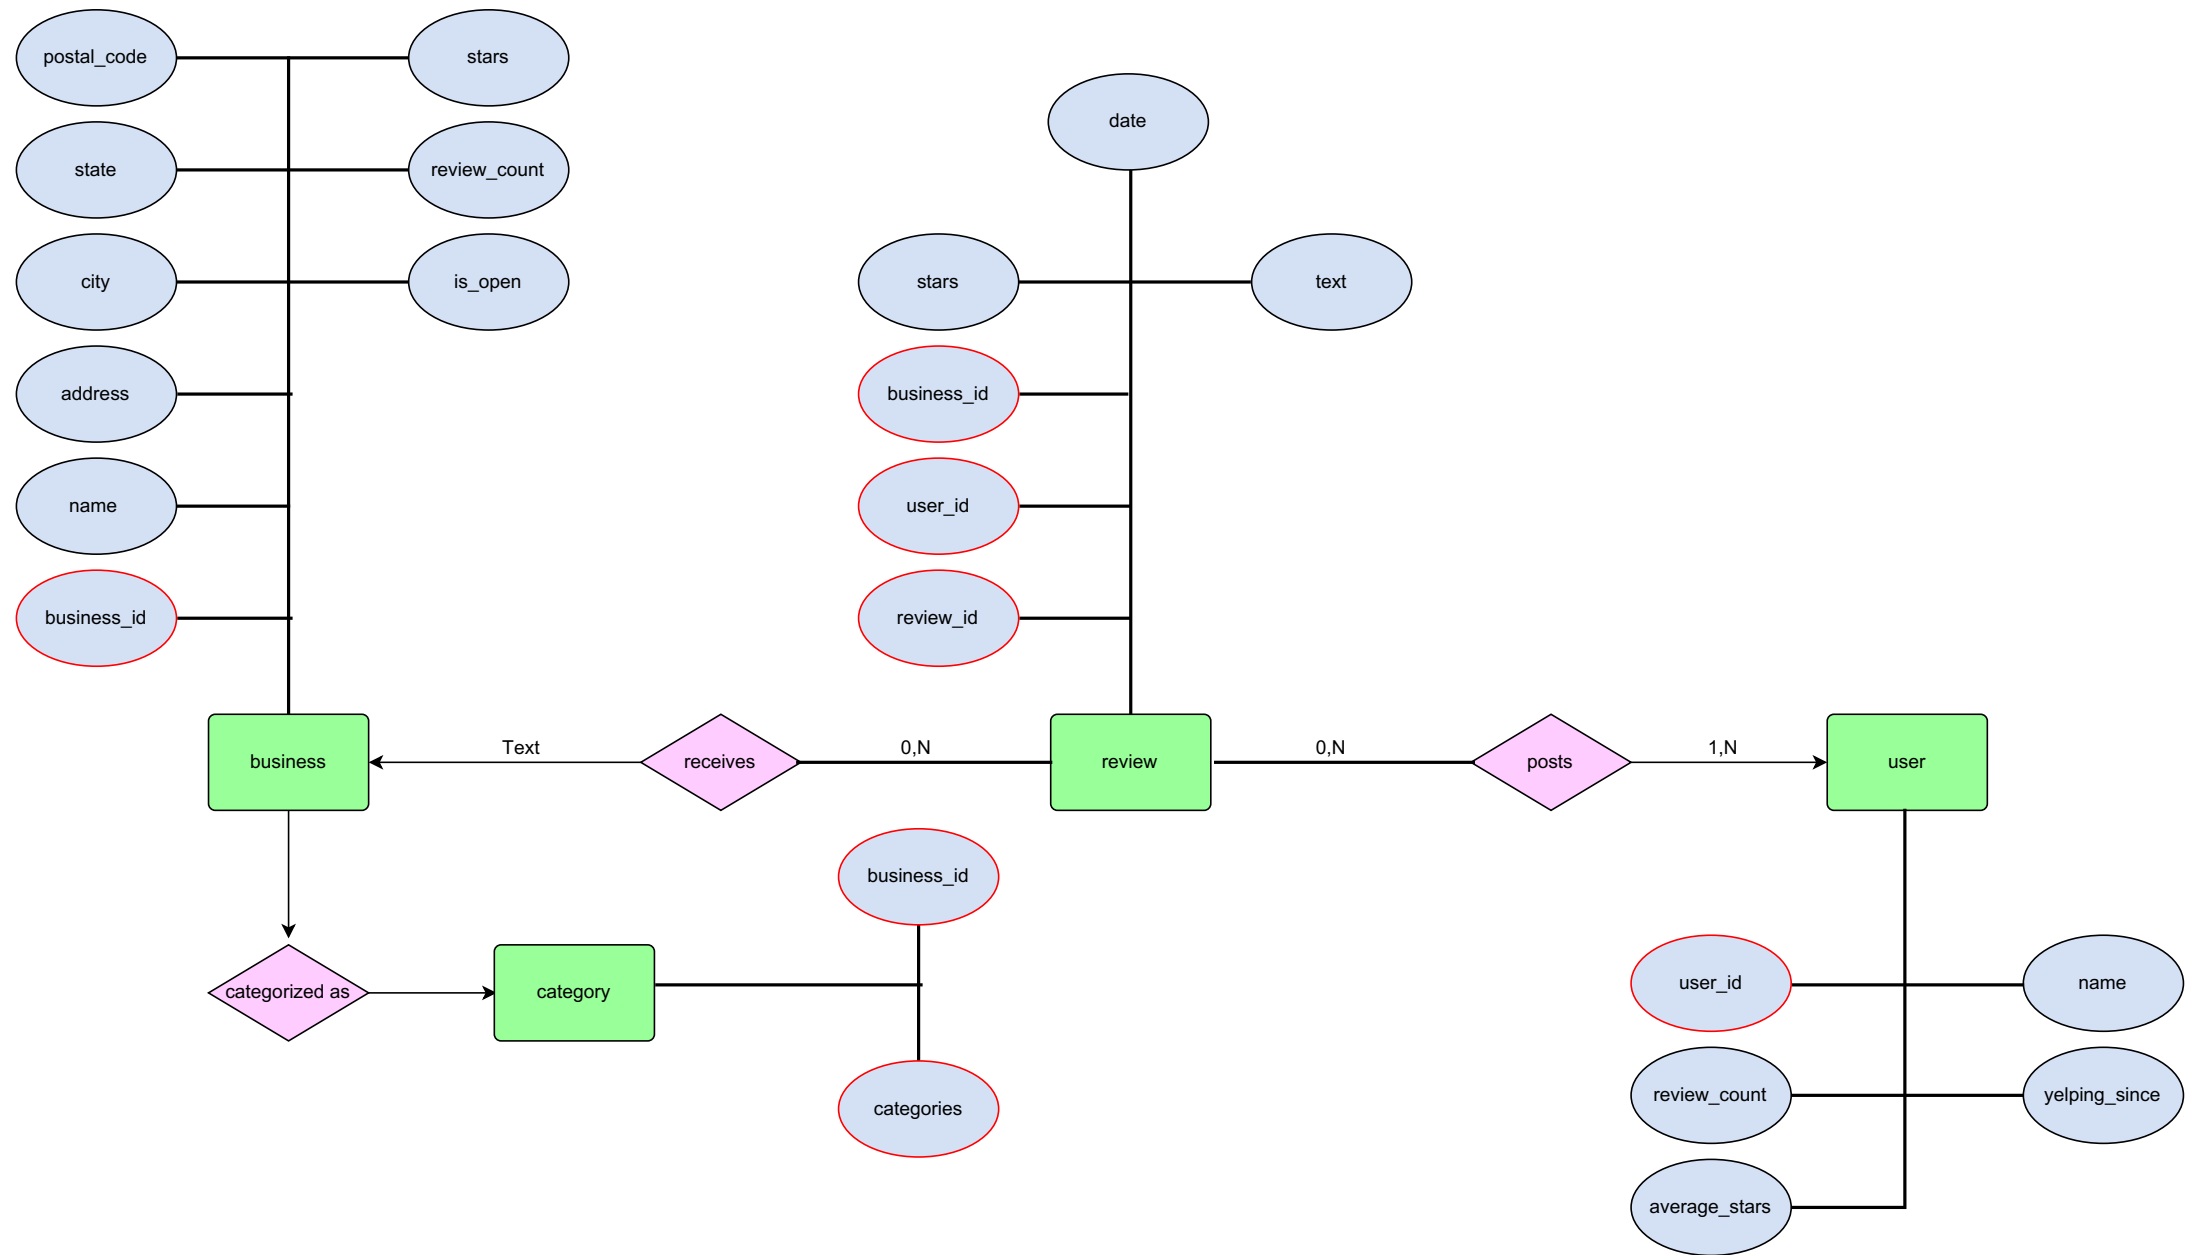 postal_code
stars
state
review_count
city
is_open
address
name
business_id
date
stars
text
business_id
user_id
review_id
business
Text
receives
0,N
review
0,N
posts
1,N
user
categorized as
category
business_id
categories
user_id
name
review_count
yelping_since
average_stars